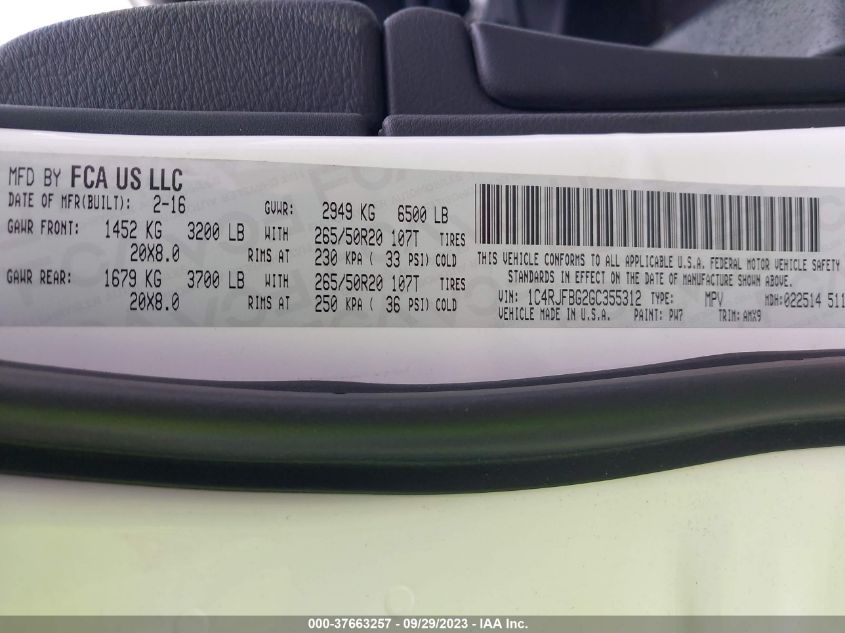 MFD BY FCA US LLC
DATE OF MFR(BUILT): 2-16 GVWR: 2949 KG 6500 LB
GAWR FRONT: 1452 KG 3200 LB WITH 265/50R20 107T TIRES
20X8.0 RIMS AT 230 KPA ( 33 PSI) COLD
GAWR REAR: 1679 KG 3700 LB WITH 265/50R20 107T TIRES
20X8.0 RIMS AT 250 KPA ( 36 PSI) COLD
THIS VEHICLE CONFORMS TO ALL APPLICABLE U.S.A. FEDERAL MOTOR VEHICLE SAFETY
STANDARDS IN EFFECT ON THE DATE OF MANUFACTURE SHOWN ABOVE.
VIN: 1C4RJFBG2GC355312 TYPE: MPV MDH:022514 511
VEHICLE MADE IN U.S.A. PAINT: PW7 TRIM: AMX9
000-37663257 - 09/29/2023 - IAA Inc.